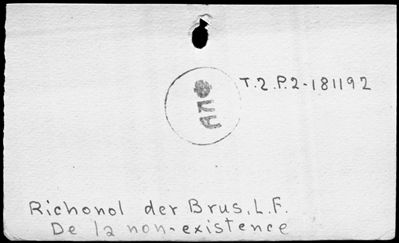 T.2.P.2-181192
Richonol der Brus, L.F.
De la non-existence